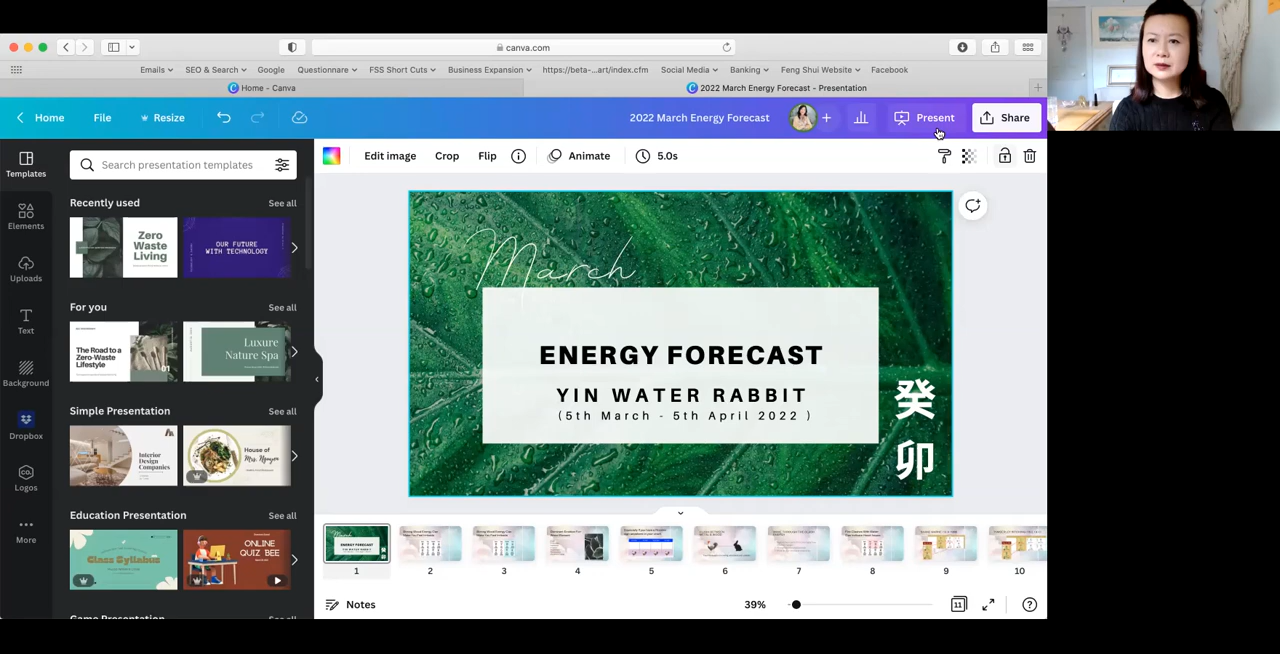 canva.com
Emails
SEO & Search
Google
Questionnare
FSS Short Cuts
Business Expansion
https://beta-...art/index.cfm
Social Media
Banking
Feng Shui Website
Facebook
Home - Canva
2022 March Energy Forecast - Presentation
Home
File
Resize
2022 March Energy Forecast
Present
Share
Templates
Elements
Uploads
Text
Background
Dropbox
Logos
More
Search presentation templates
Recently used
See all
Zero
Waste
Living
OUR FUTURE
WITH TECHNOLOGY
For you
See all
The Road to a
Zero-Waste
Lifestyle
Luxure
Nature Spa
Simple Presentation
See all
Interior
Design
Companies
House of
Mrs. Nguyen
Education Presentation
See all
Class Syllabus
ONLINE
QUIZ BEE
Edit image
Crop
Flip
Animate
5.0s
March
ENERGY FORECAST
YIN WATER RABBIT
(5th March - 5th April 2022 )
癸
卯
1
2
3
4
5
6
7
8
9
10
Notes
39%
11